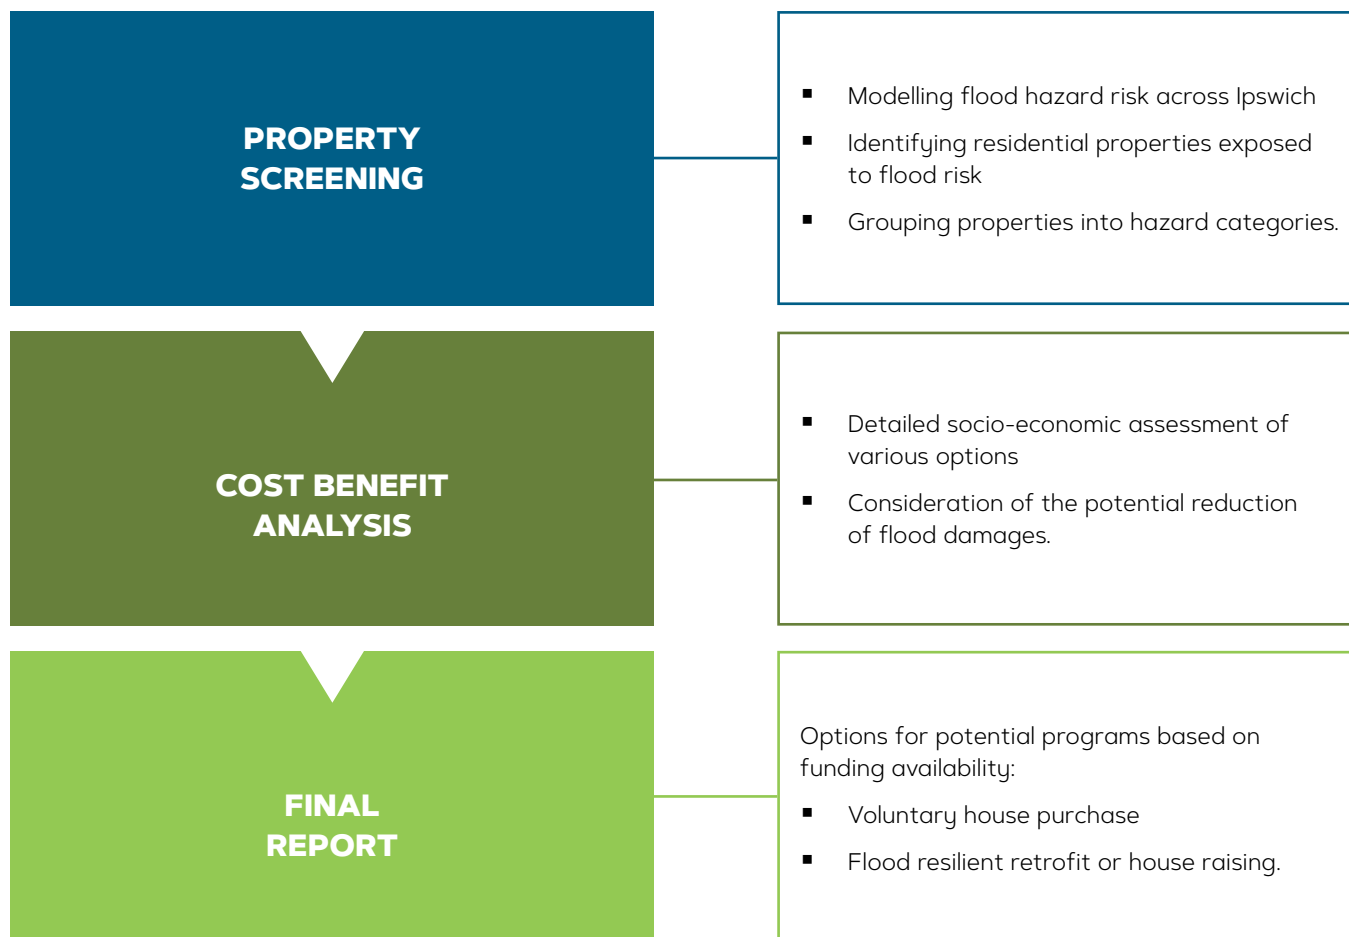 PROPERTY
SCREENING
▪ Modelling flood hazard risk across Ipswich
▪ Identifying residential properties exposed
to flood risk
▪ Grouping properties into hazard categories.
COST BENEFIT
ANALYSIS
▪ Detailed socio-economic assessment of
various options
▪ Consideration of the potential reduction
of flood damages.
FINAL
REPORT
Options for potential programs based on
funding availability:
▪ Voluntary house purchase
▪ Flood resilient retrofit or house raising.